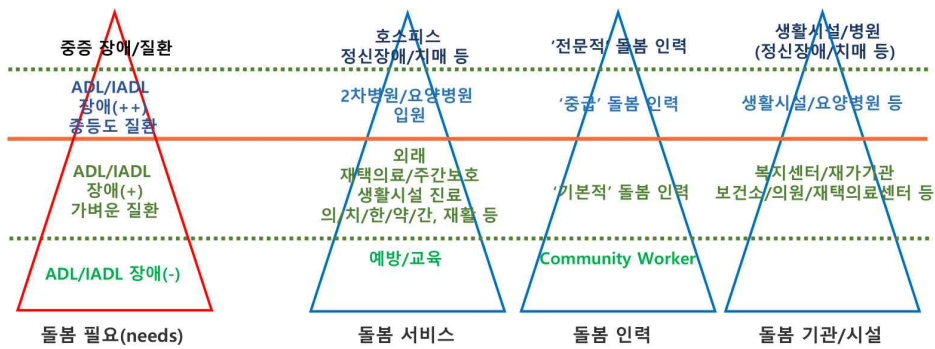 중증 장애/질환
호스피스
정신장애/치매 등
‘전문적’ 돌봄 인력
생활시설/병원
(정신장애/치매 등)
ADL/IADL
장애(++)
중등도 질환
2차병원/요양병원
입원
‘중급’ 돌봄 인력
생활시설/요양병원 등
ADL/IADL
장애(+)
가벼운 질환
외래
재택의료/주간보호
생활시설 진료
의/치/한/약/간, 재활 등
‘기본적’ 돌봄 인력
복지센터/재가기관
보건소/의원/재택의료센터 등
ADL/IADL 장애(-)
예방/교육
Community Worker
돌봄 필요(needs)
돌봄 서비스
돌봄 인력
돌봄 기관/시설